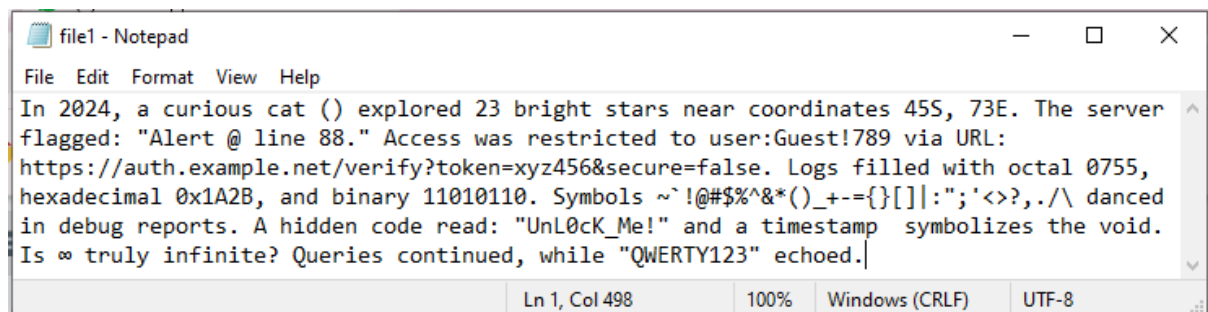 file1 - Notepad
File Edit Format View Help
In 2024, a curious cat () explored 23 bright stars near coordinates 45S, 73E. The server
flagged: "Alert @ line 88." Access was restricted to user:Guest!789 via URL:
https://auth.example.net/verify?token=xyz456&secure=false. Logs filled with octal 0755,
hexadecimal 0x1A2B, and binary 11010110. Symbols ~`!@#$%^&*()_+-={}[]|:";'<>?,./\ danced
in debug reports. A hidden code read: "UnL0cK_Me!" and a timestamp  symbolizes the void.
Is ∞ truly infinite? Queries continued, while "QWERTY123" echoed.
Ln 1, Col 498 100% Windows (CRLF) UTF-8